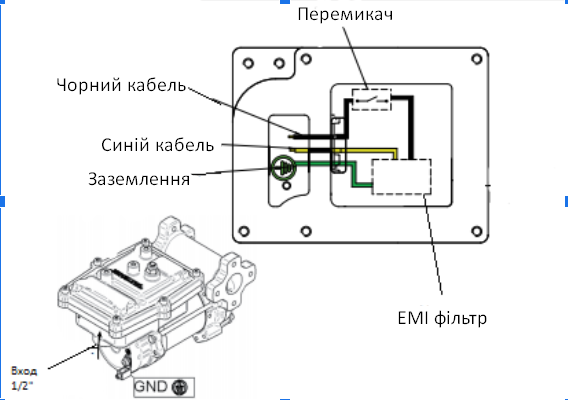 Перемикач
Чорний кабель
Синій кабель
Заземлення
EMI фільтр
Вход
1/2"
GND